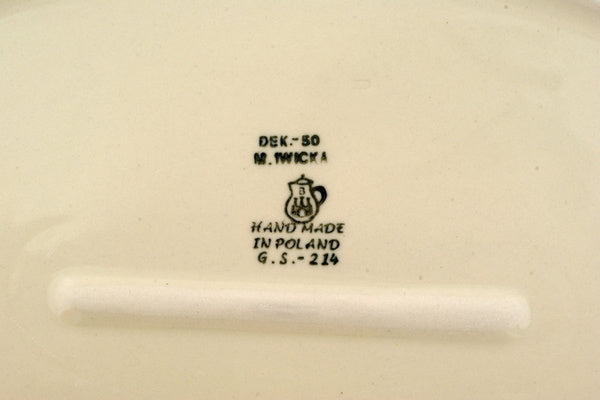 DEK.-50
M. IWICKA
B
HAND MADE
IN POLAND
G.S.-214